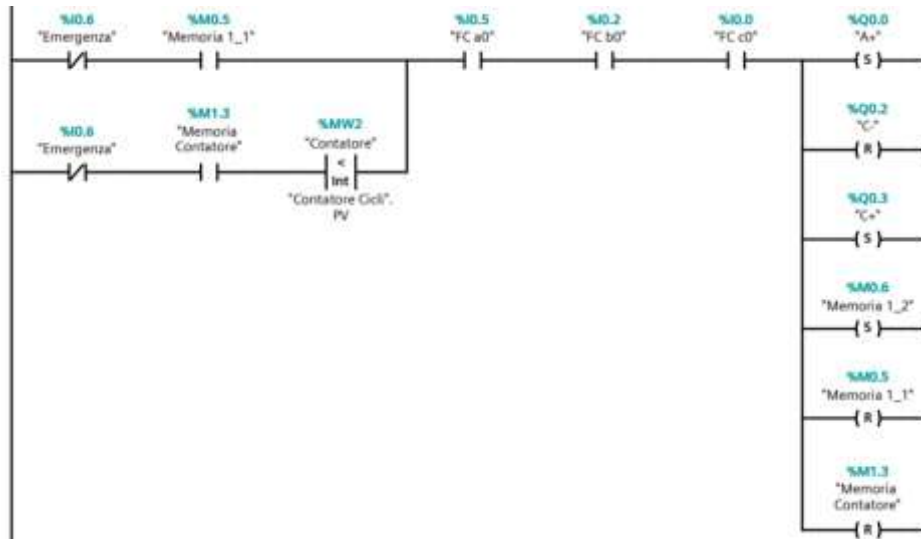 %I0.6
"Emergenza"
%M0.5
"Memoria 1_1"
%I0.5
"FC a0"
%I0.2
"FC b0"
%I0.0
"FC c0"
%Q0.0
"A+"
S
%I0.6
"Emergenza"
%M1.3
"Memoria
Contatore"
%MW2
"Contatore"
<
Int
"Contatore Cicli".
PV
%Q0.2
"C-"
R
%Q0.3
"C+"
S
%M0.6
"Memoria 1_2"
S
%M0.5
"Memoria 1_1"
R
%M1.3
"Memoria
Contatore"
R